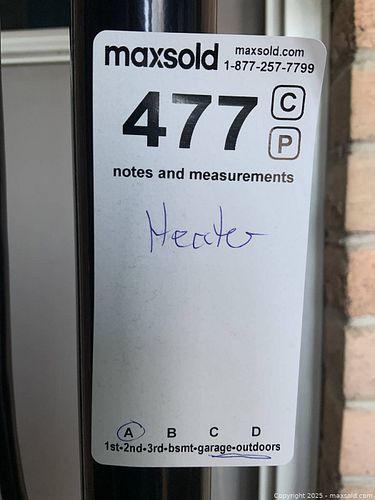 maxsold maxsold.com
1-877-257-7799
477 C
P
notes and measurements
Heater
A B C D
1st-2nd-3rd-bsmt-garage-outdoors
Copyright 2025 - maxsold.com